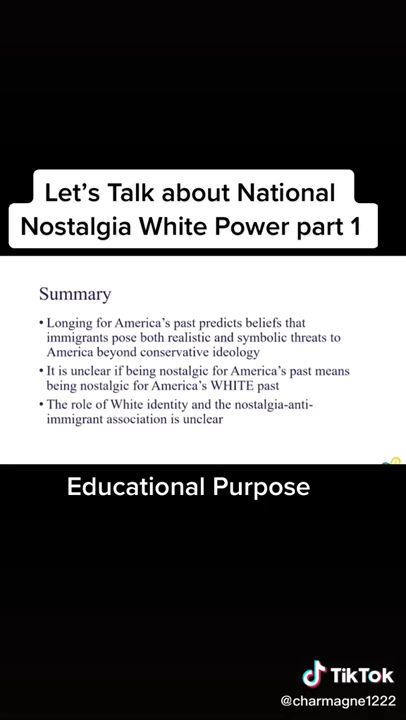 Let's Talk about National
Nostalgia White Power part 1
Summary
• Longing for America's past predicts beliefs that
immigrants pose both realistic and symbolic threats to
America beyond conservative ideology
• It is unclear if being nostalgic for America's past means
being nostalgic for America's WHITE past
• The role of White identity and the nostalgia-anti-
immigrant association is unclear
Educational Purpose
TikTok
@charmagne1222